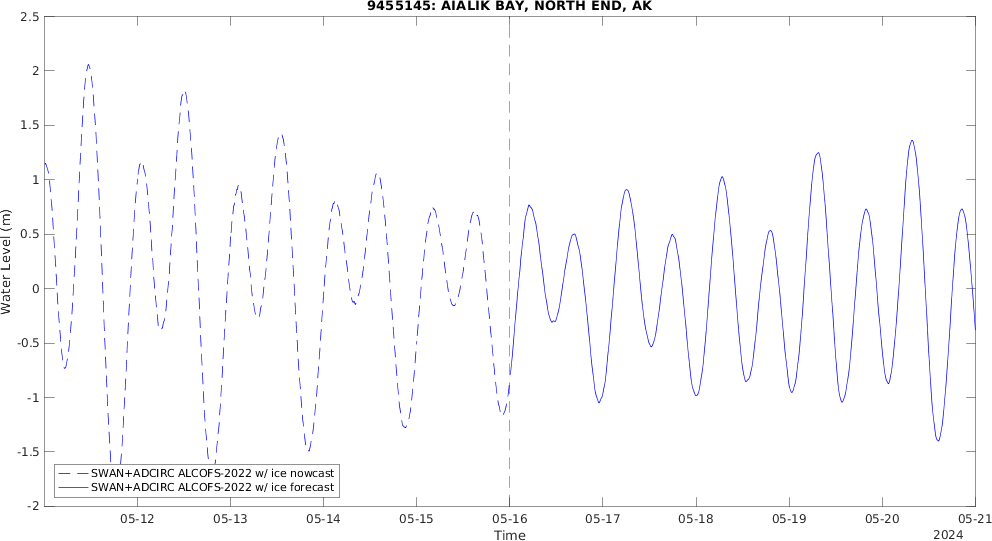 9455145: AIALIK BAY, NORTH END, AK
2.5
2
1.5
1
0.5
0
-0.5
-1
-1.5
-2
Water Level (m)
SWAN+ADCIRC ALCOFS-2022 w/ ice nowcast
SWAN+ADCIRC ALCOFS-2022 w/ ice forecast
05-12 05-13 05-14 05-15 05-16 05-17 05-18 05-19 05-20 05-21
Time
2024